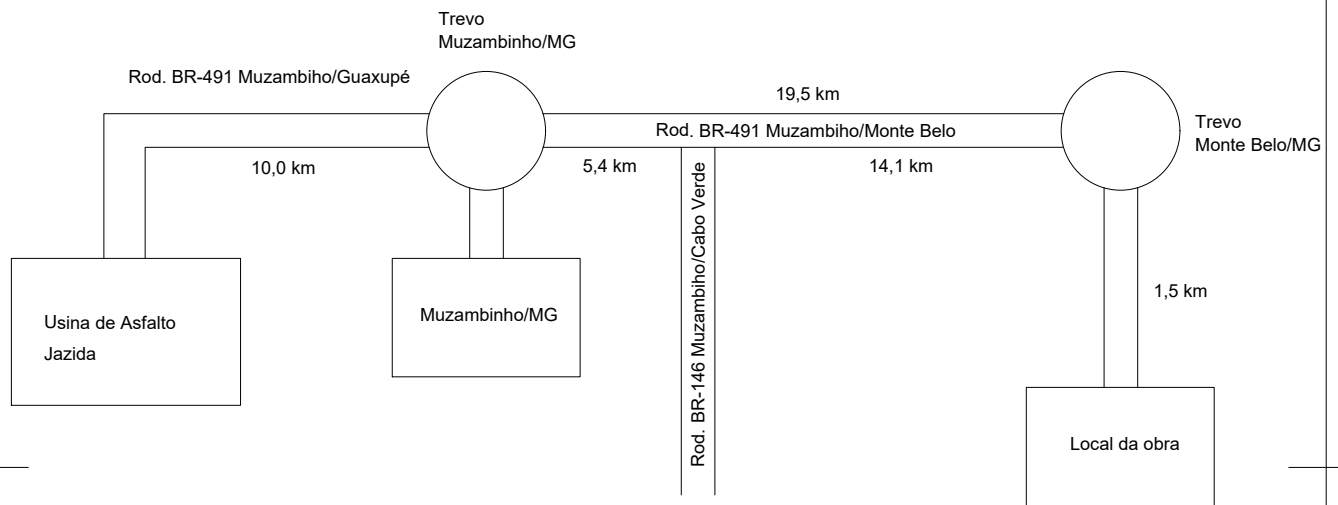 Trevo
Muzambinho/MG
Rod. BR-491 Muzambiho/Guaxupé
19,5 km
Rod. BR-491 Muzambiho/Monte Belo
Trevo
Monte Belo/MG
10,0 km
5,4 km
14,1 km
Rod. BR-146 Muzambiho/Cabo Verde
1,5 km
Usina de Asfalto
Jazida
Muzambinho/MG
Local da obra